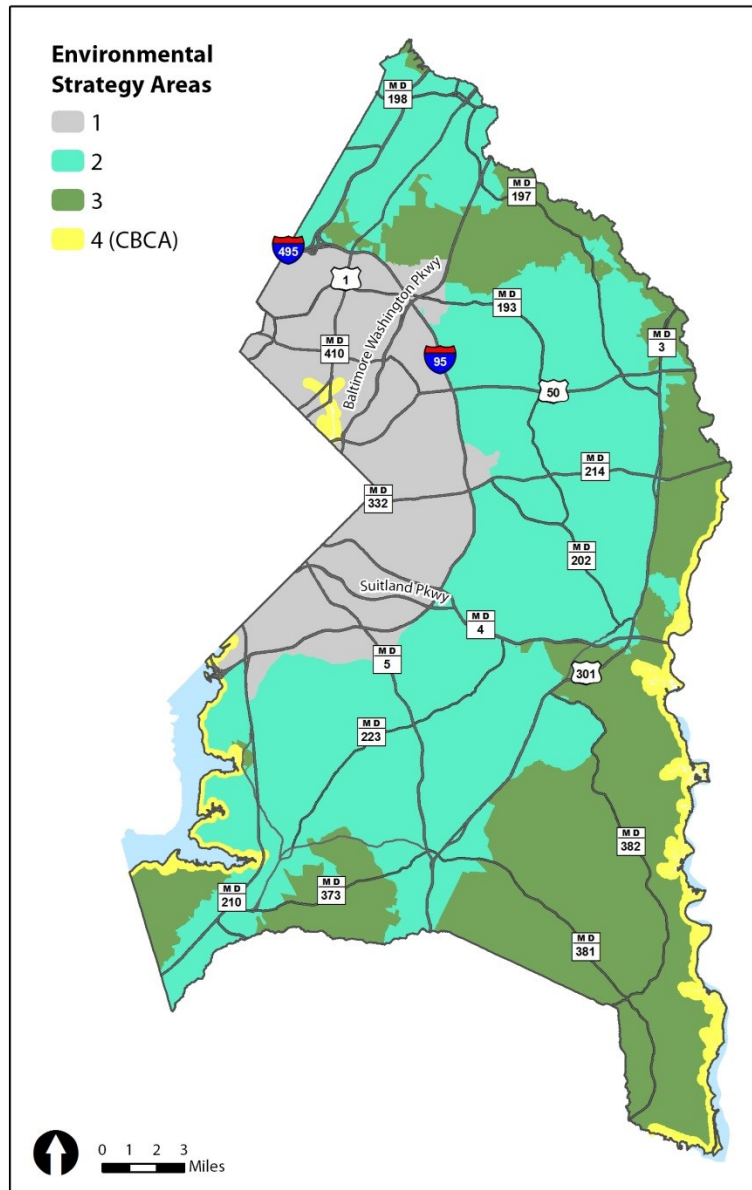 Environmental
Strategy Areas
1
2
3
4 (CBCA)
MD
198
MD
197
495
1
Baltimore Washington Pkwy
MD
193
MD
3
MD
410
95
50
MD
214
MD
332
MD
202
Suitland Pkwy
MD
4
MD
5
301
MD
223
MD
382
MD
373
MD
210
MD
381
0 1 2 3
Miles